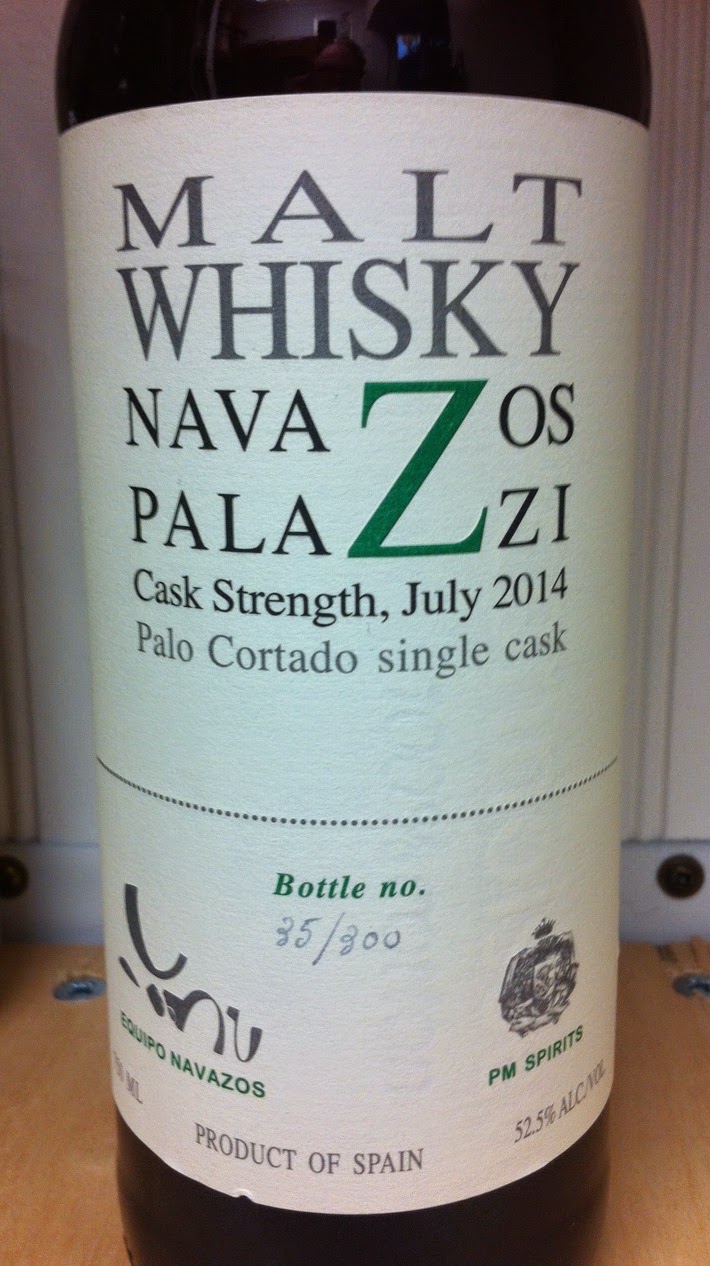 MALT
WHISKY
NAVAZOS
PALAZZI
Cask Strength, July 2014
Palo Cortado single cask
Bottle no.
35/300
EQUIPO NAVAZOS
PM SPIRITS
ML
52.5% ALC/VOL
PRODUCT OF SPAIN